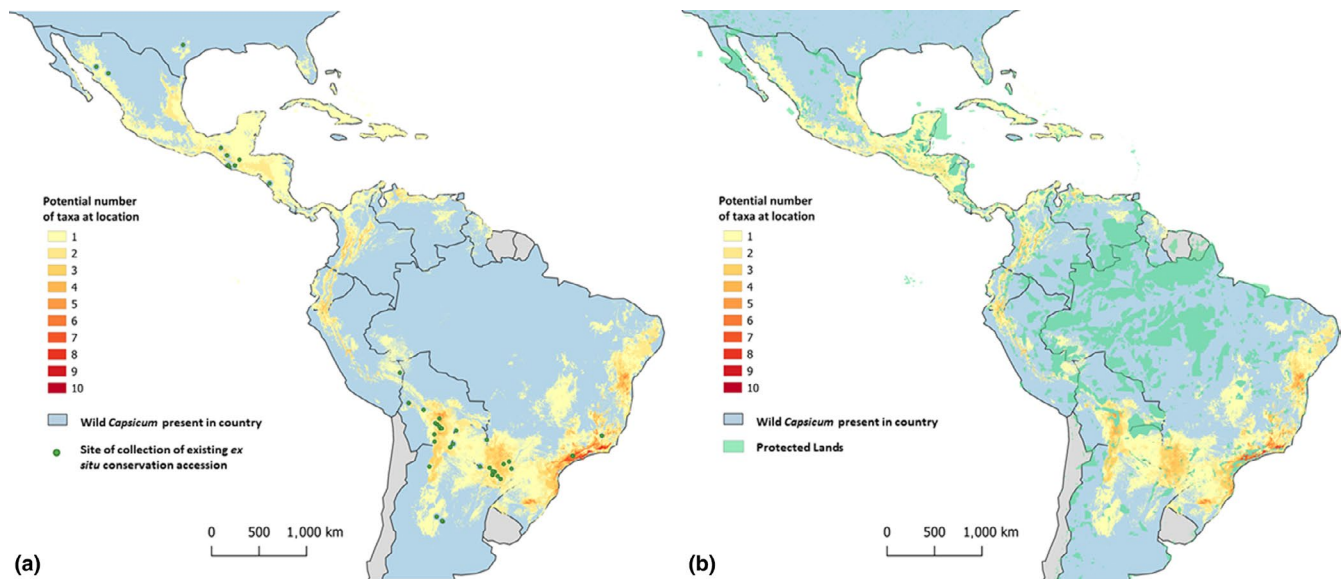 Potential number
of taxa at location
1
2
3
4
5
6
7
8
9
10
Wild Capsicum present in country
Site of collection of existing ex
situ conservation accession
0 500 1,000 km
(a)
Potential number
of taxa at location
1
2
3
4
5
6
7
8
9
10
Wild Capsicum present in country
Protected Lands
0 500 1,000 km
(b)